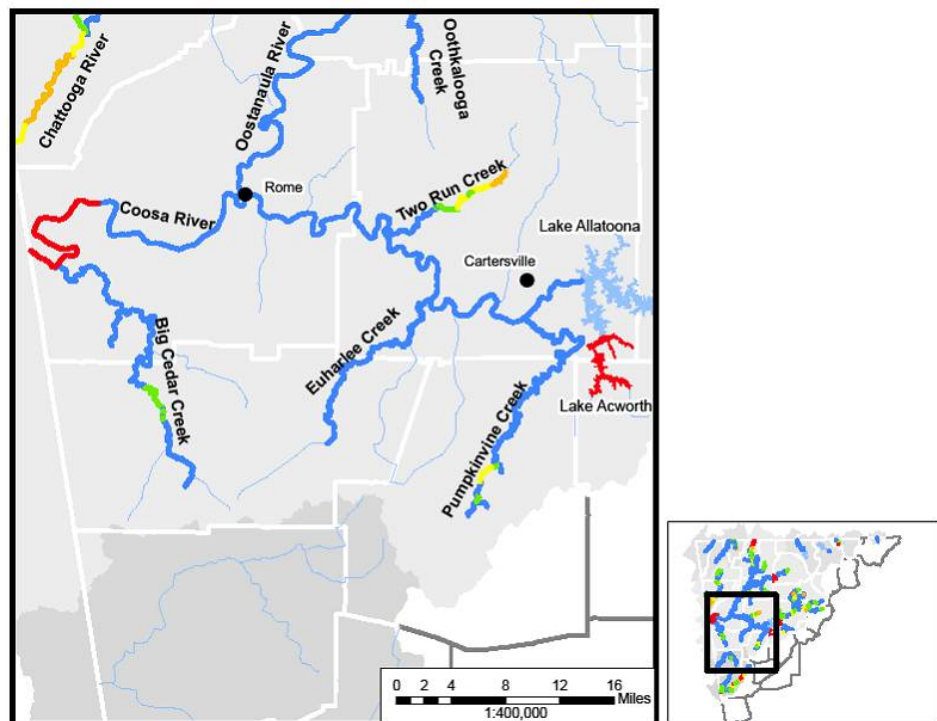 Chattooga River
Oostanaula River
Oothkalooga
Creek
Rome
Two Run Creek
Coosa River
Lake Allatoona
Cartersville
Big Cedar Creek
Euharlee Creek
Pumpkinvine Creek
Lake Acworth
0 2 4 8 12 16
Miles
1:400,000